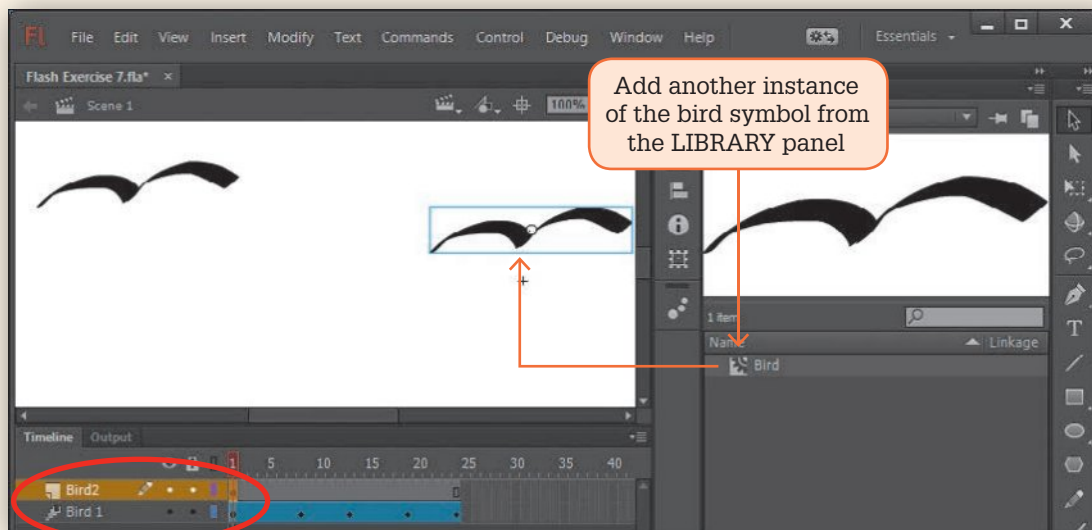 Fl File Edit View Insert Modify Text Commands Control Debug Window Help Essentials
Flash Exercise 7.fla* ×
Scene 1 100%
Add another instance
of the bird symbol from
the LIBRARY panel
1 item
Name Linkage
Bird
Timeline Output
1 5 10 15 20 25 30 35 40
Bird2
Bird 1